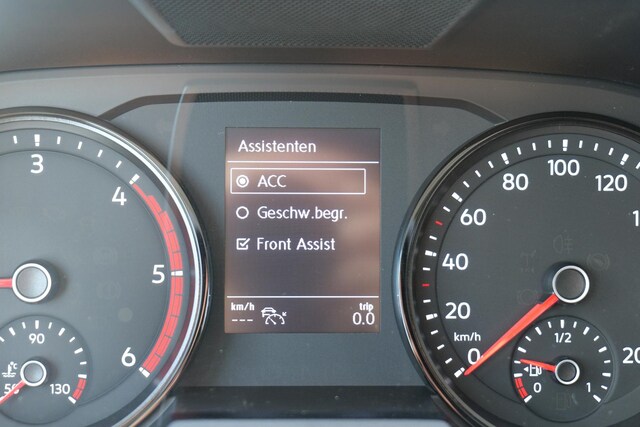 Assistenten
ACC
Geschw.begr.
Front Assist
km/h
trip
---
0.0
3
4
5
6
50
90
130
0
20
40
60
80
100
120
20
km/h
0
1/2
1